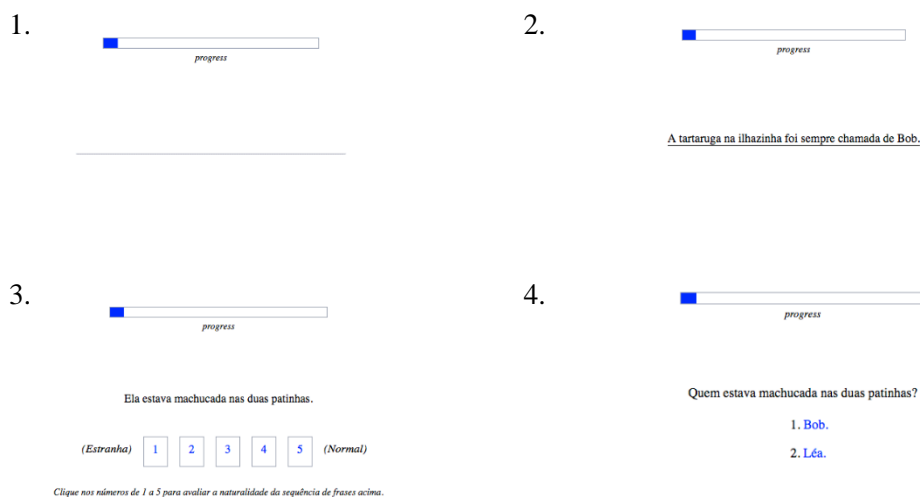 1.
progress
2.
progress
A tartaruga na ilhazinha foi sempre chamada de Bob.
3.
progress
Ela estava machucada nas duas patinhas.
(Estranha) 1 2 3 4 5 (Normal)
Clique nos números de 1 a 5 para avaliar a naturalidade da sequência de frases acima.
4.
progress
Quem estava machucada nas duas patinhas?
1. Bob.
2. Léa.